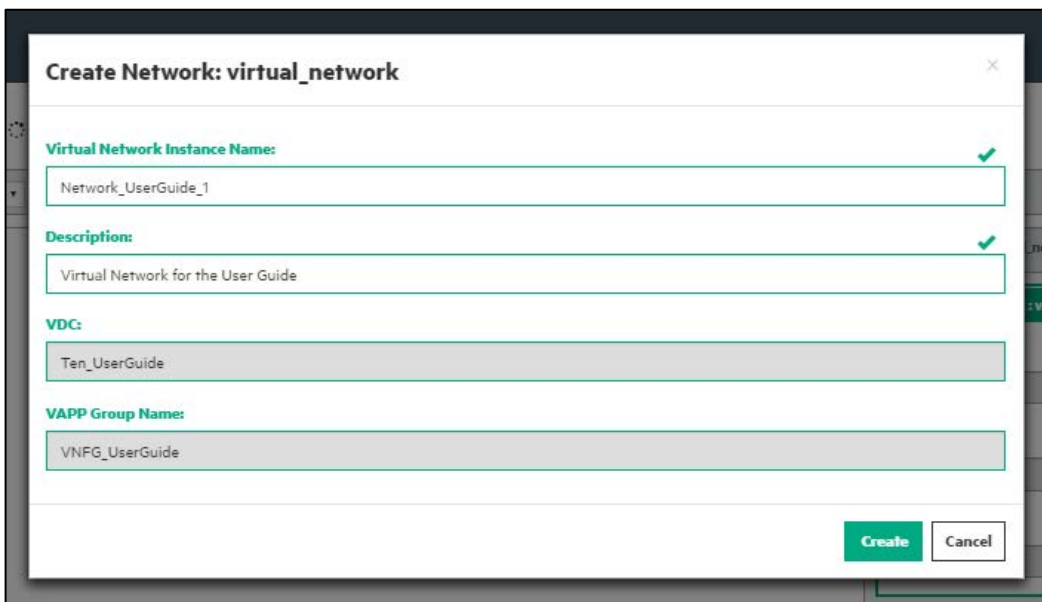 Create Network: virtual_network
Virtual Network Instance Name:
Network_UserGuide_1
Description:
Virtual Network for the User Guide
VDC:
Ten_UserGuide
VAPP Group Name:
VNFG_UserGuide
Create Cancel